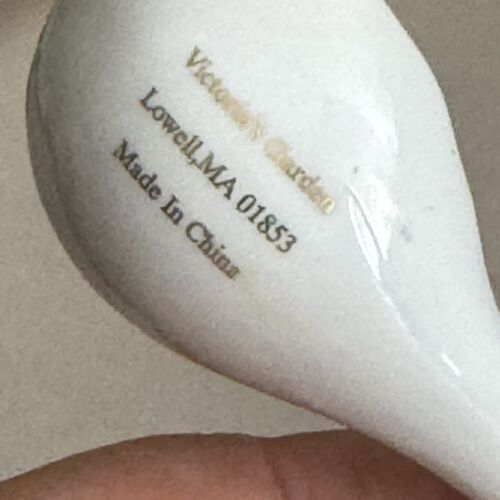 Victoria's Garden
Lowell,MA 01853
Made In China